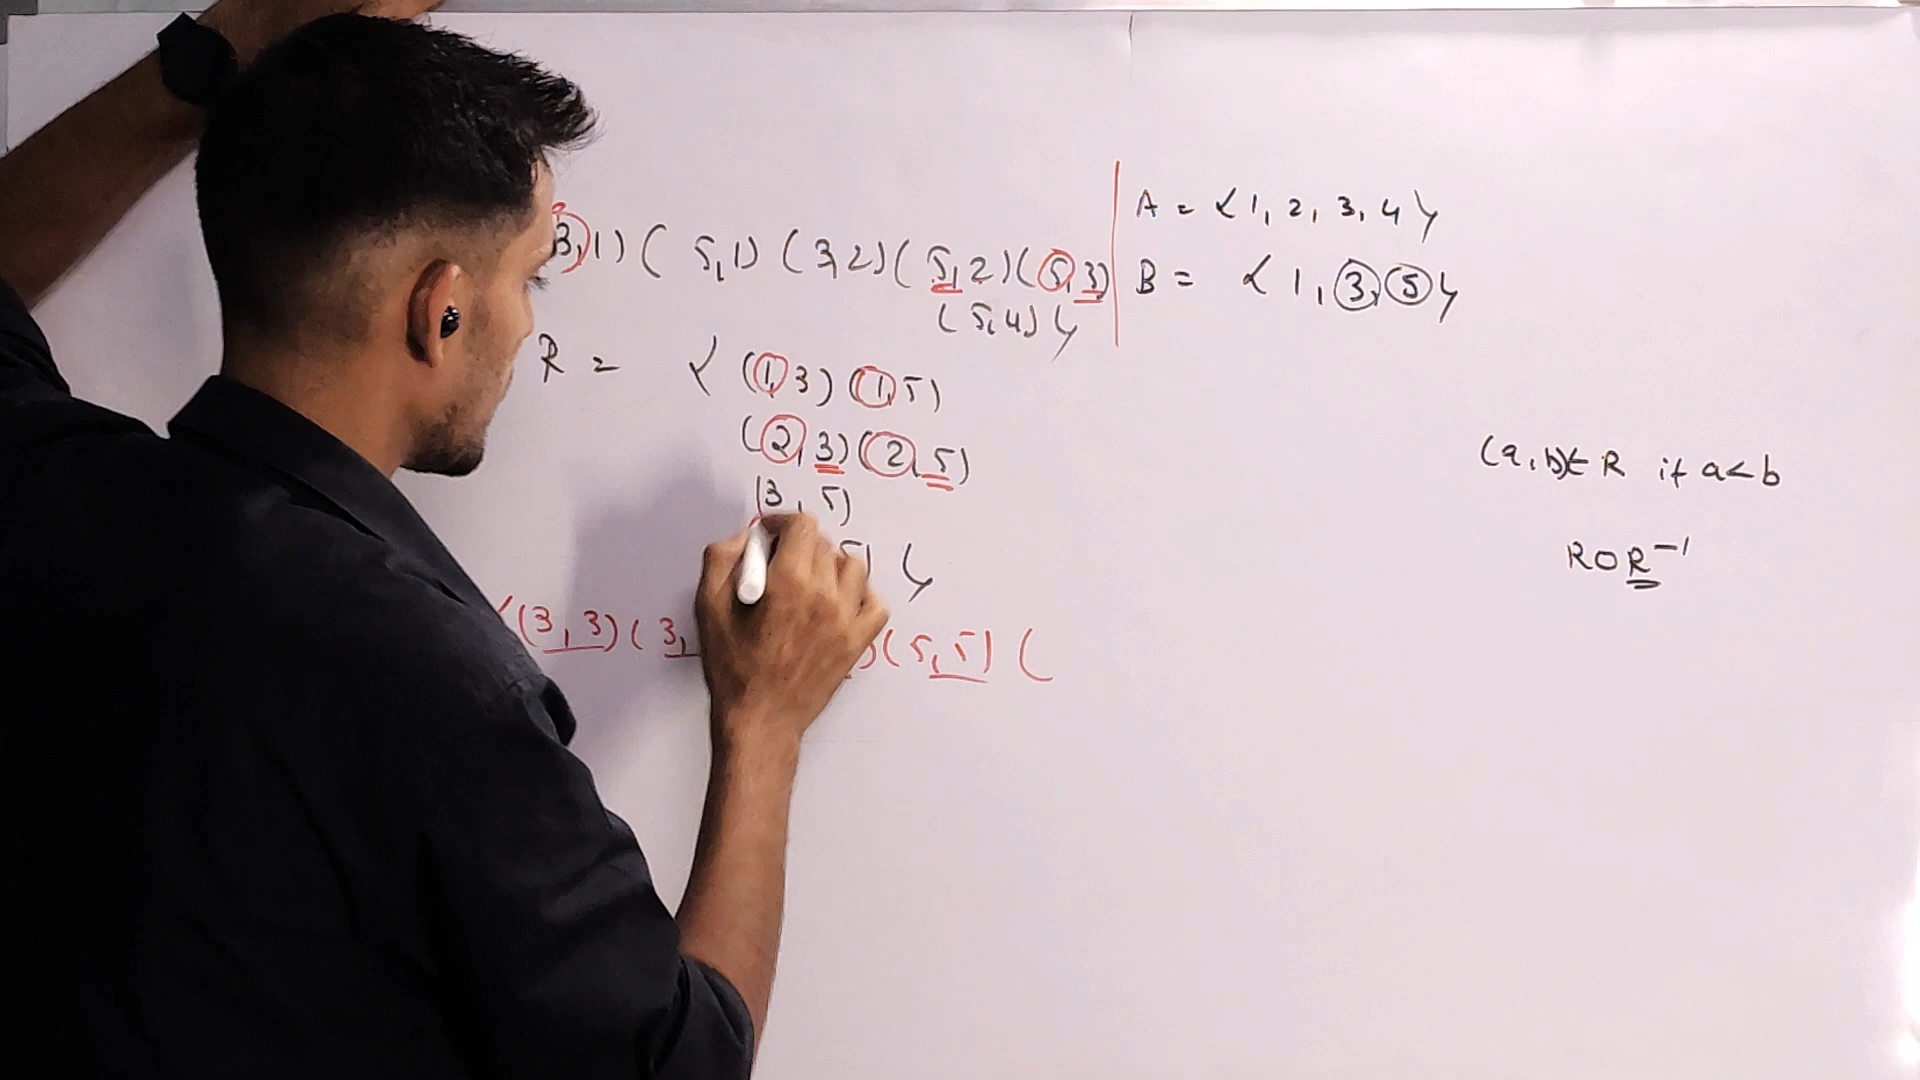 3,1) ( 5,1) (3,2) ( 5,2) (5,3)
(5,4) }
R = { (1,3) (1,5)
(2,3) (2,5)
(3,5)
5) }
{(3,3) (3, ) (5,5) (
A = {1, 2, 3, 4}
B = {1, 3, 5}
(a,b)∈ R if a<b
ROR⁻¹